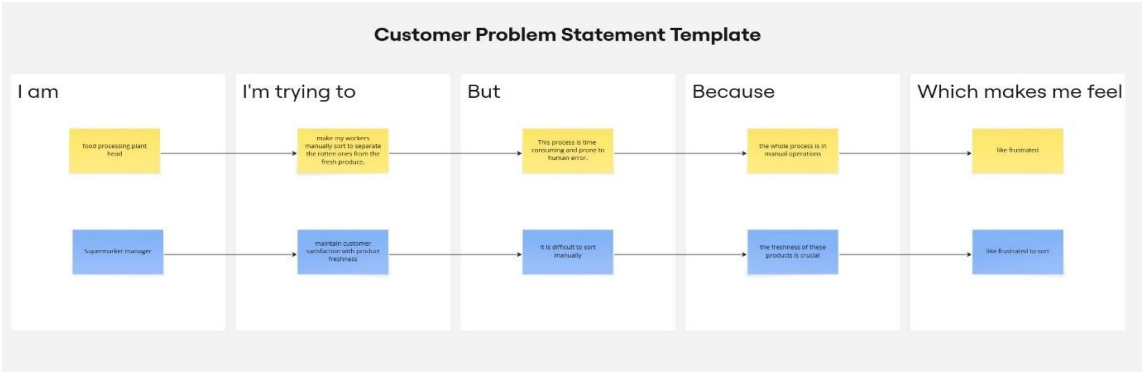 Customer Problem Statement Template
I am
I'm trying to
But
Because
Which makes me feel
food processing plant
head
make my workers
manually sort to separate
the rotten ones from the
fresh produce.
This process is time
consuming and prone to
human error.
the whole process is in
manual operations
like frustrated
Supermarket manager
maintain customer
satisfaction with product
freshness
It is difficult to sort
manually
the freshness of these
products is crucial
like frustrated to sort